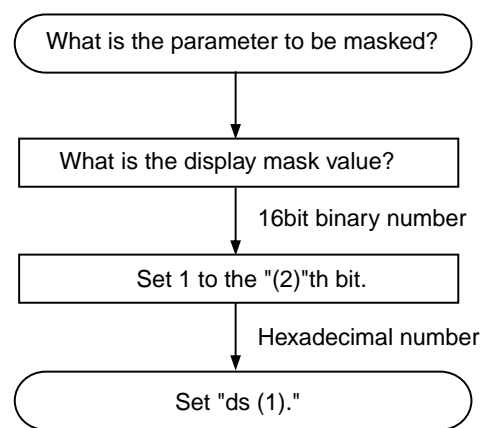 What is the parameter to be masked?
What is the display mask value?
16bit binary number
Set 1 to the "(2)"th bit.
Hexadecimal number
Set "ds (1)."